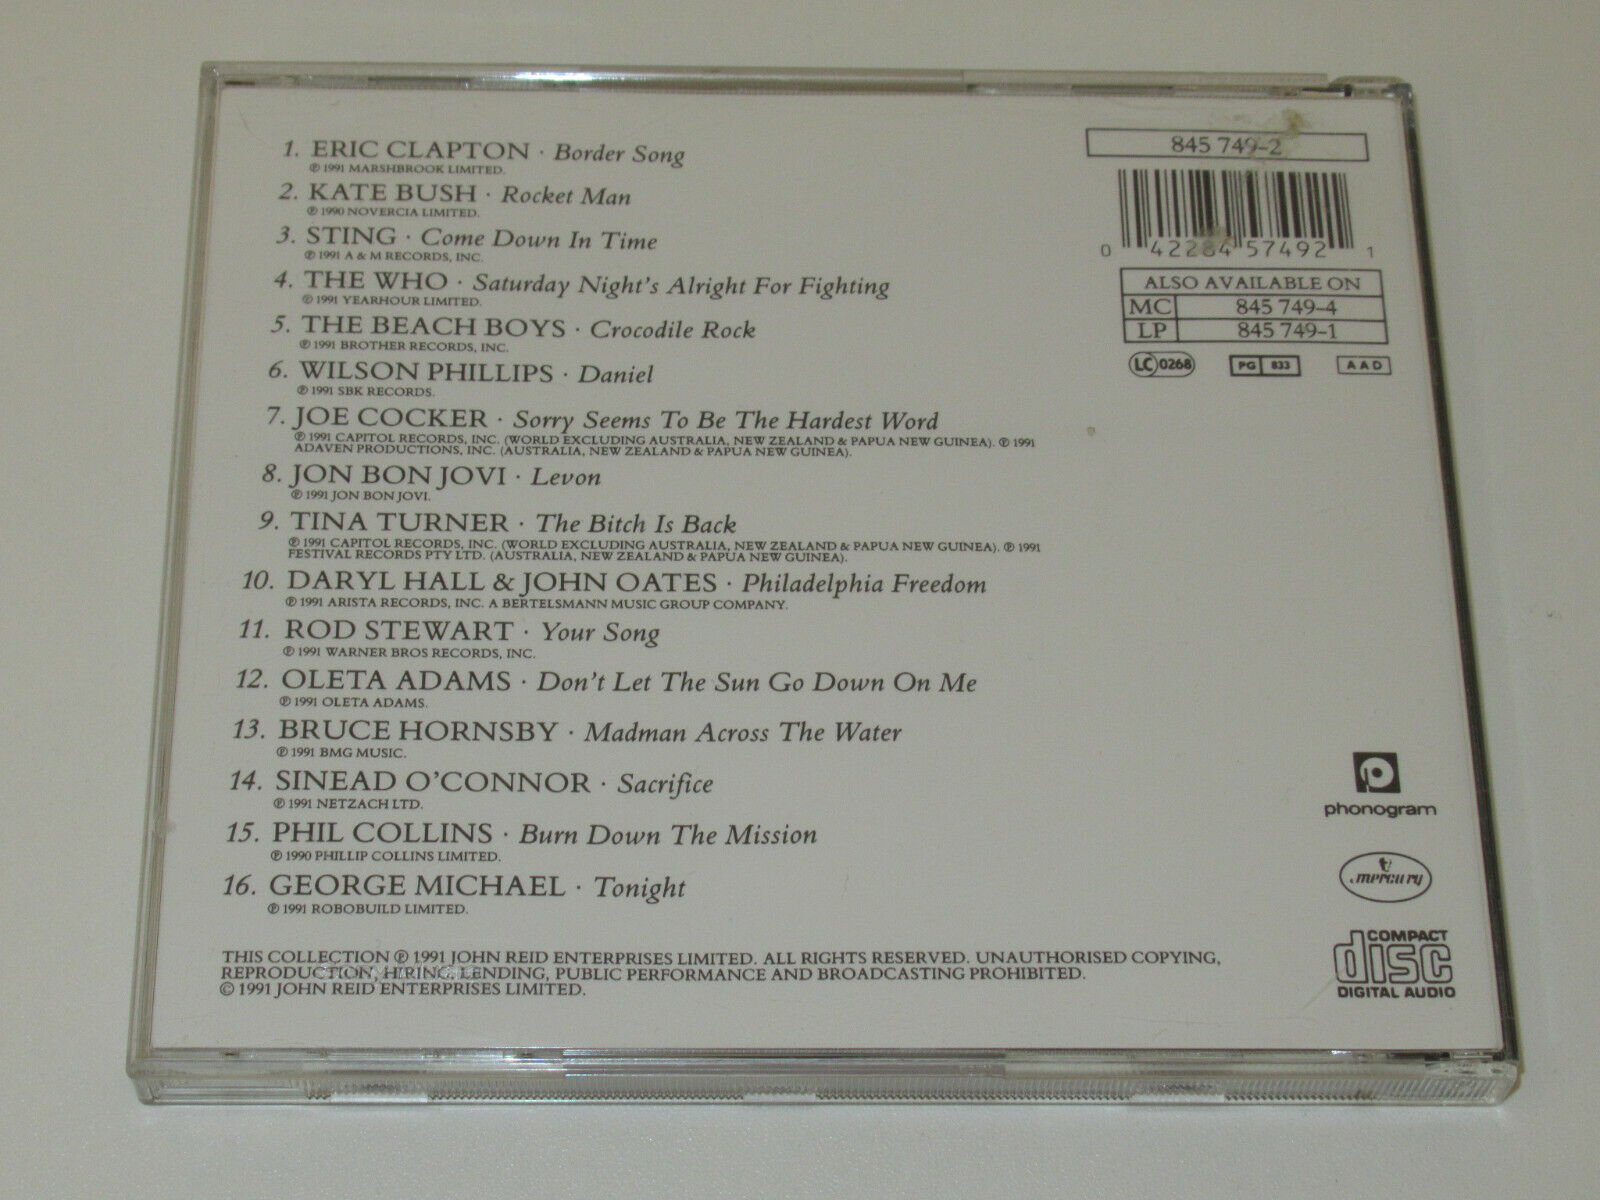 1. ERIC CLAPTON · Border Song
℗ 1991 MARSHBROOK LIMITED.
2. KATE BUSH · Rocket Man
℗ 1990 NOVERCIA LIMITED.
3. STING · Come Down In Time
℗ 1991 A & M RECORDS, INC.
4. THE WHO · Saturday Night's Alright For Fighting
℗ 1991 YEARHOUR LIMITED.
5. THE BEACH BOYS · Crocodile Rock
℗ 1991 BROTHER RECORDS, INC.
6. WILSON PHILLIPS · Daniel
℗ 1991 SBK RECORDS.
7. JOE COCKER · Sorry Seems To Be The Hardest Word
℗ 1991 CAPITOL RECORDS, INC. (WORLD EXCLUDING AUSTRALIA, NEW ZEALAND & PAPUA NEW GUINEA). ℗ 1991
ADAVEN PRODUCTIONS, INC. (AUSTRALIA, NEW ZEALAND & PAPUA NEW GUINEA).
8. JON BON JOVI · Levon
℗ 1991 JON BON JOVI.
9. TINA TURNER · The Bitch Is Back
℗ 1991 CAPITOL RECORDS, INC. (WORLD EXCLUDING AUSTRALIA, NEW ZEALAND & PAPUA NEW GUINEA). ℗ 1991
FESTIVAL RECORDS PTY LTD. (AUSTRALIA, NEW ZEALAND & PAPUA NEW GUINEA).
10. DARYL HALL & JOHN OATES · Philadelphia Freedom
℗ 1991 ARISTA RECORDS, INC. A BERTELSMANN MUSIC GROUP COMPANY.
11. ROD STEWART · Your Song
℗ 1991 WARNER BROS RECORDS, INC.
12. OLETA ADAMS · Don't Let The Sun Go Down On Me
℗ 1991 OLETA ADAMS.
13. BRUCE HORNSBY · Madman Across The Water
℗ 1991 BMG MUSIC.
14. SINEAD O'CONNOR · Sacrifice
℗ 1991 NETZACH LTD.
15. PHIL COLLINS · Burn Down The Mission
℗ 1990 PHILLIP COLLINS LIMITED.
16. GEORGE MICHAEL · Tonight
℗ 1991 ROBOBUILD LIMITED.
THIS COLLECTION ℗ 1991 JOHN REID ENTERPRISES LIMITED. ALL RIGHTS RESERVED. UNAUTHORISED COPYING,
REPRODUCTION, HIRING, LENDING, PUBLIC PERFORMANCE AND BROADCASTING PROHIBITED.
© 1991 JOHN REID ENTERPRISES LIMITED.
845 749-2
0 42284 57492 1
ALSO AVAILABLE ON
MC 845 749-4
LP 845 749-1
LC 0268 PG 833 AAD
phonogram
mercury
COMPACT
disc
DIGITAL AUDIO